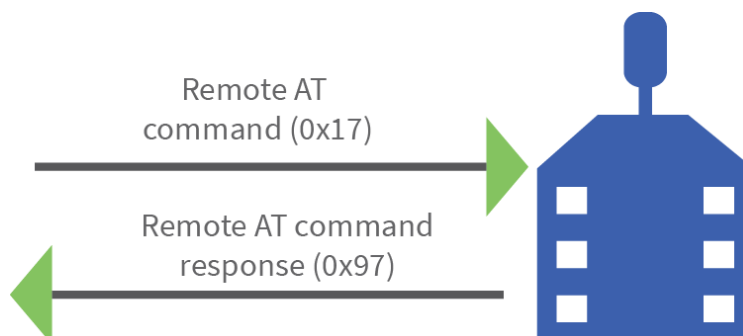 Remote AT
command (0x17)
Remote AT command
response (0x97)